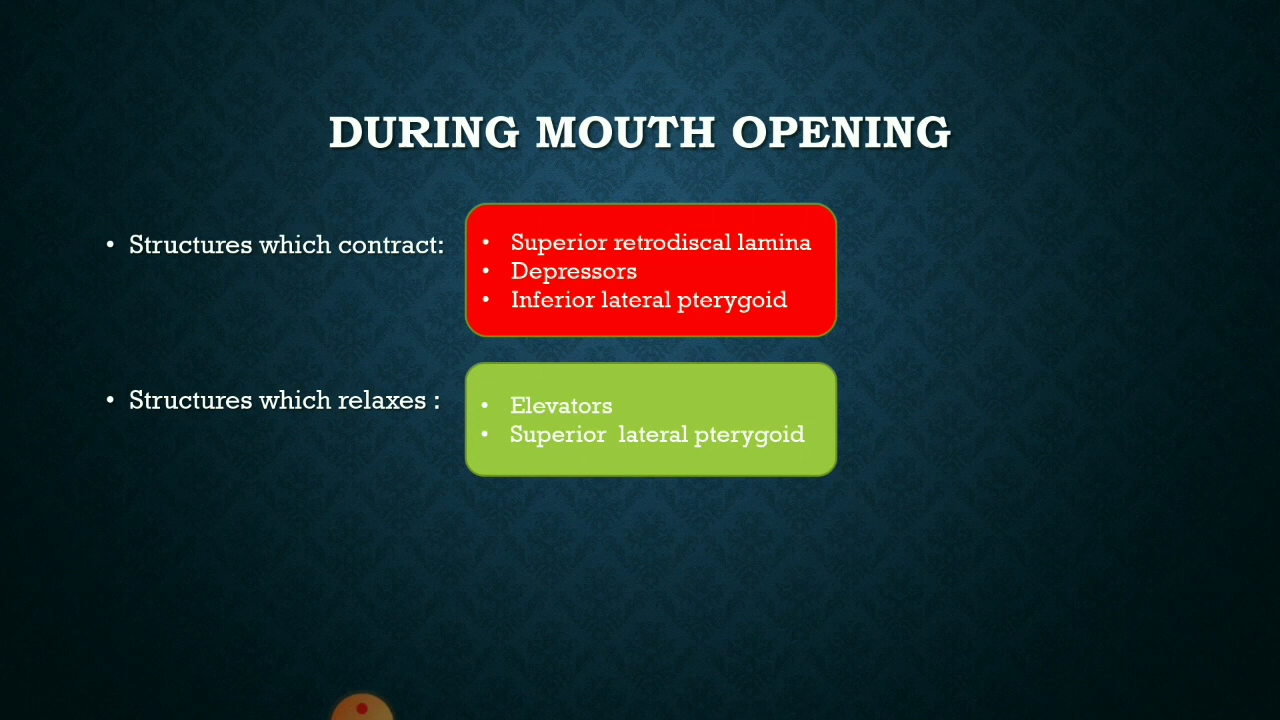 DURING MOUTH OPENING
• Structures which contract:
• Superior retrodiscal lamina
• Depressors
• Inferior lateral pterygoid
• Structures which relaxes :
• Elevators
• Superior lateral pterygoid